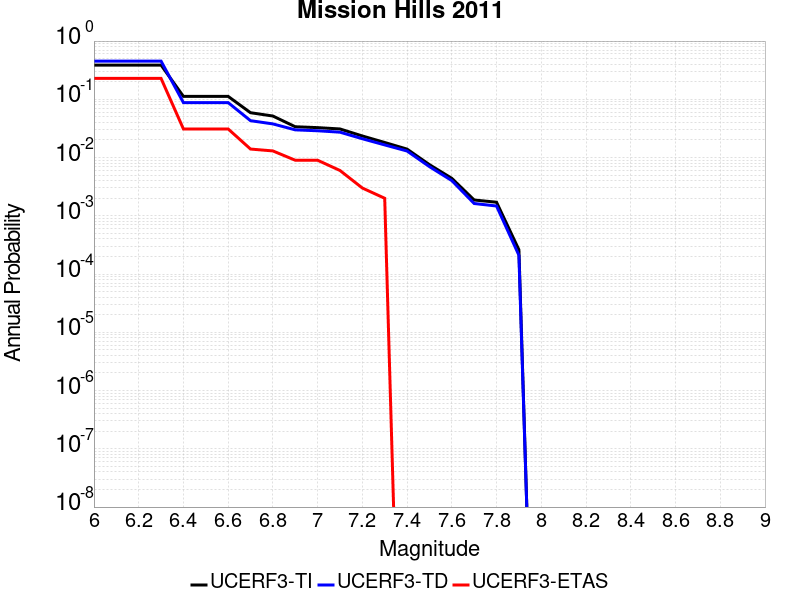 Mission Hills 2011
10^0
10^-1
10^-2
10^-3
10^-4
10^-5
10^-6
10^-7
10^-8
Annual Probability
6 6.2 6.4 6.6 6.8 7 7.2 7.4 7.6 7.8 8 8.2 8.4 8.6 8.8 9
Magnitude
UCERF3-TI UCERF3-TD UCERF3-ETAS